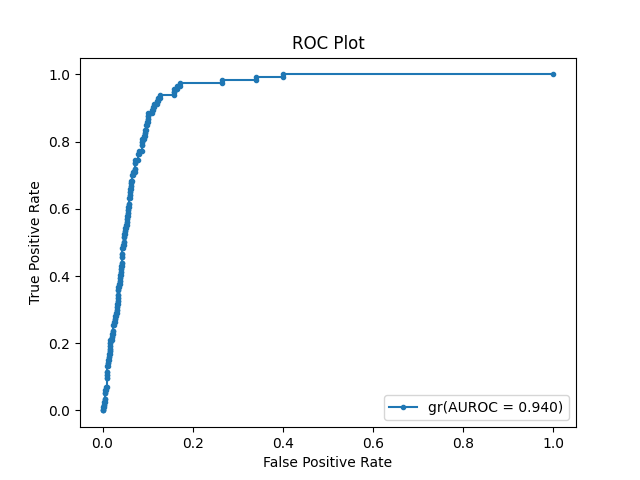 ROC Plot
True Positive Rate
1.0
0.8
0.6
0.4
0.2
0.0
gr(AUROC = 0.940)
0.0 0.2 0.4 0.6 0.8 1.0
False Positive Rate